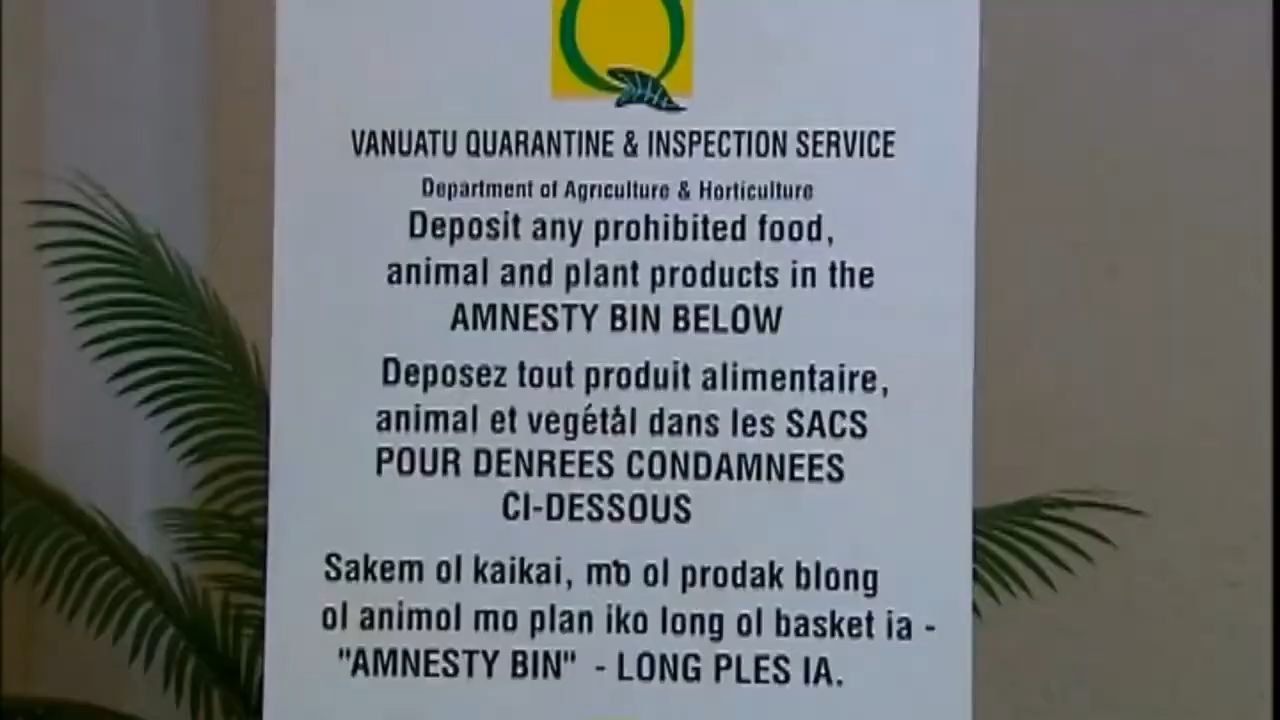 VANUATU QUARANTINE & INSPECTION SERVICE
Department of Agriculture & Horticulture
Deposit any prohibited food,
animal and plant products in the
AMNESTY BIN BELOW
Deposez tout produit alimentaire,
animal et vegétàl dans les SACS
POUR DENREES CONDAMNEES
CI-DESSOUS
Sakem ol kaikai, mo ol prodak blong
ol animol mo plan iko long ol basket ia -
"AMNESTY BIN" - LONG PLES IA.